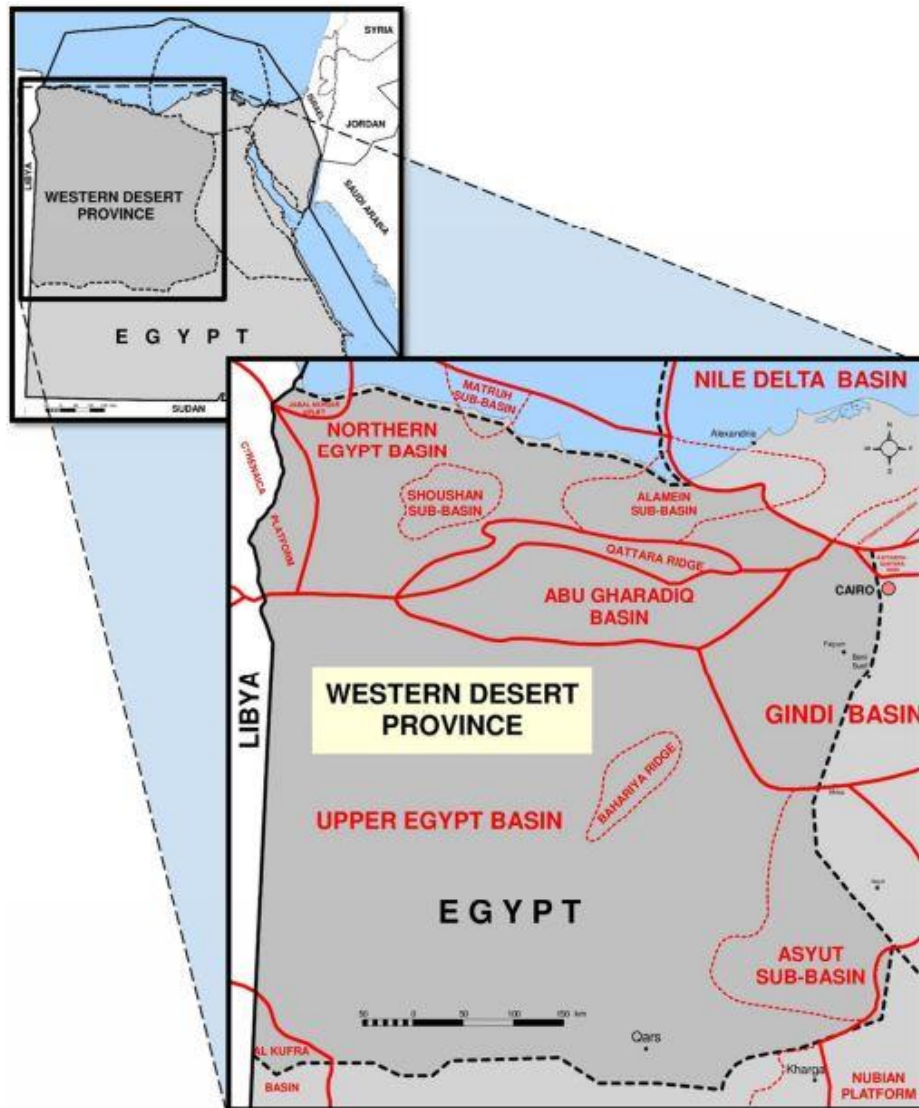 SYRIA
ISRAEL
JORDAN
SAUDI ARABIA
LIBYA
WESTERN DESERT
PROVINCE
E G Y P T
SUDAN
NILE DELTA BASIN
MATRUH
SUB-BASIN
Alexandria
N
E
S
NORTHERN
EGYPT BASIN
CYRENAICA
PLATFORM
SHOUSHAN
SUB-BASIN
ALAMEIN
SUB-BASIN
QATTARA RIDGE
ABU GHARADIQ
BASIN
CAIRO
Fayum
Beni
Suef
LIBYA
WESTERN DESERT
PROVINCE
GINDI BASIN
BAHARIYA RIDGE
UPPER EGYPT BASIN
E G Y P T
ASYUT
SUB-BASIN
50 0 50 100 150 km
Qars
AL KUFRA
BASIN
Kharga
NUBIAN
PLATFORM